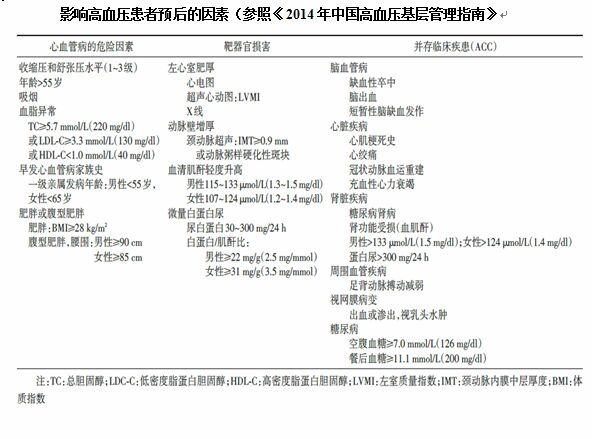 影响高血压患者预后的因素（参照《2014年中国高血压基层管理指南》
心血管病的危险因素
收缩压和舒张压水平(1~3级)
年龄>55岁
吸烟
血脂异常
TC≥5.7 mmol/L(220 mg/dl)
或LDL-C≥3.3 mmol/L(130 mg/dl)
或HDL-C<1.0 mmol/L(40 mg/dl)
早发心血管病家族史
一级亲属发病年龄:男性<55岁,
女性<65岁
肥胖或腹型肥胖
肥胖:BMI≥28 kg/m²
腹型肥胖,腰围:男性≥90 cm
女性≥85 cm
靶器官损害
左心室肥厚
心电图
超声心动图:LVMI
X线
动脉壁增厚
颈动脉超声:IMT≥0.9 mm
或动脉粥样硬化性斑块
血清肌酐轻度升高
男性115~133 μmol/L(1.3~1.5 mg/dl)
女性107~124 μmol/L(1.2~1.4 mg/dl)
微量白蛋白尿
尿白蛋白30~300 mg/24 h
白蛋白/肌酐比:
男性≥22 mg/g(2.5 mg/mmol)
女性≥31 mg/g(3.5 mg/mmol)
并存临床疾患(ACC)
脑血管病
缺血性卒中
脑出血
短暂性脑缺血发作
心脏疾病
心肌梗死史
心绞痛
冠状动脉血运重建
充血性心力衰竭
肾脏疾病
糖尿病肾病
肾功能受损(血肌酐)
男性>133 μmol/L(1.5 mg/dl);女性>124 μmol/L(1.4 mg/dl)
蛋白尿>300 mg/24 h
周围血管疾病
足背动脉搏动减弱
视网膜病变
出血或渗出,视乳头水肿
糖尿病
空腹血糖≥7.0 mmol/L(126 mg/dl)
餐后血糖≥11.1 mmol/L(200 mg/dl)
注:TC:总胆固醇;LDC-C:低密度脂蛋白胆固醇;HDL-C:高密度脂蛋白胆固醇;LVMI:左室质量指数;IMT:颈动脉内膜中层厚度;BMI:体
质指数